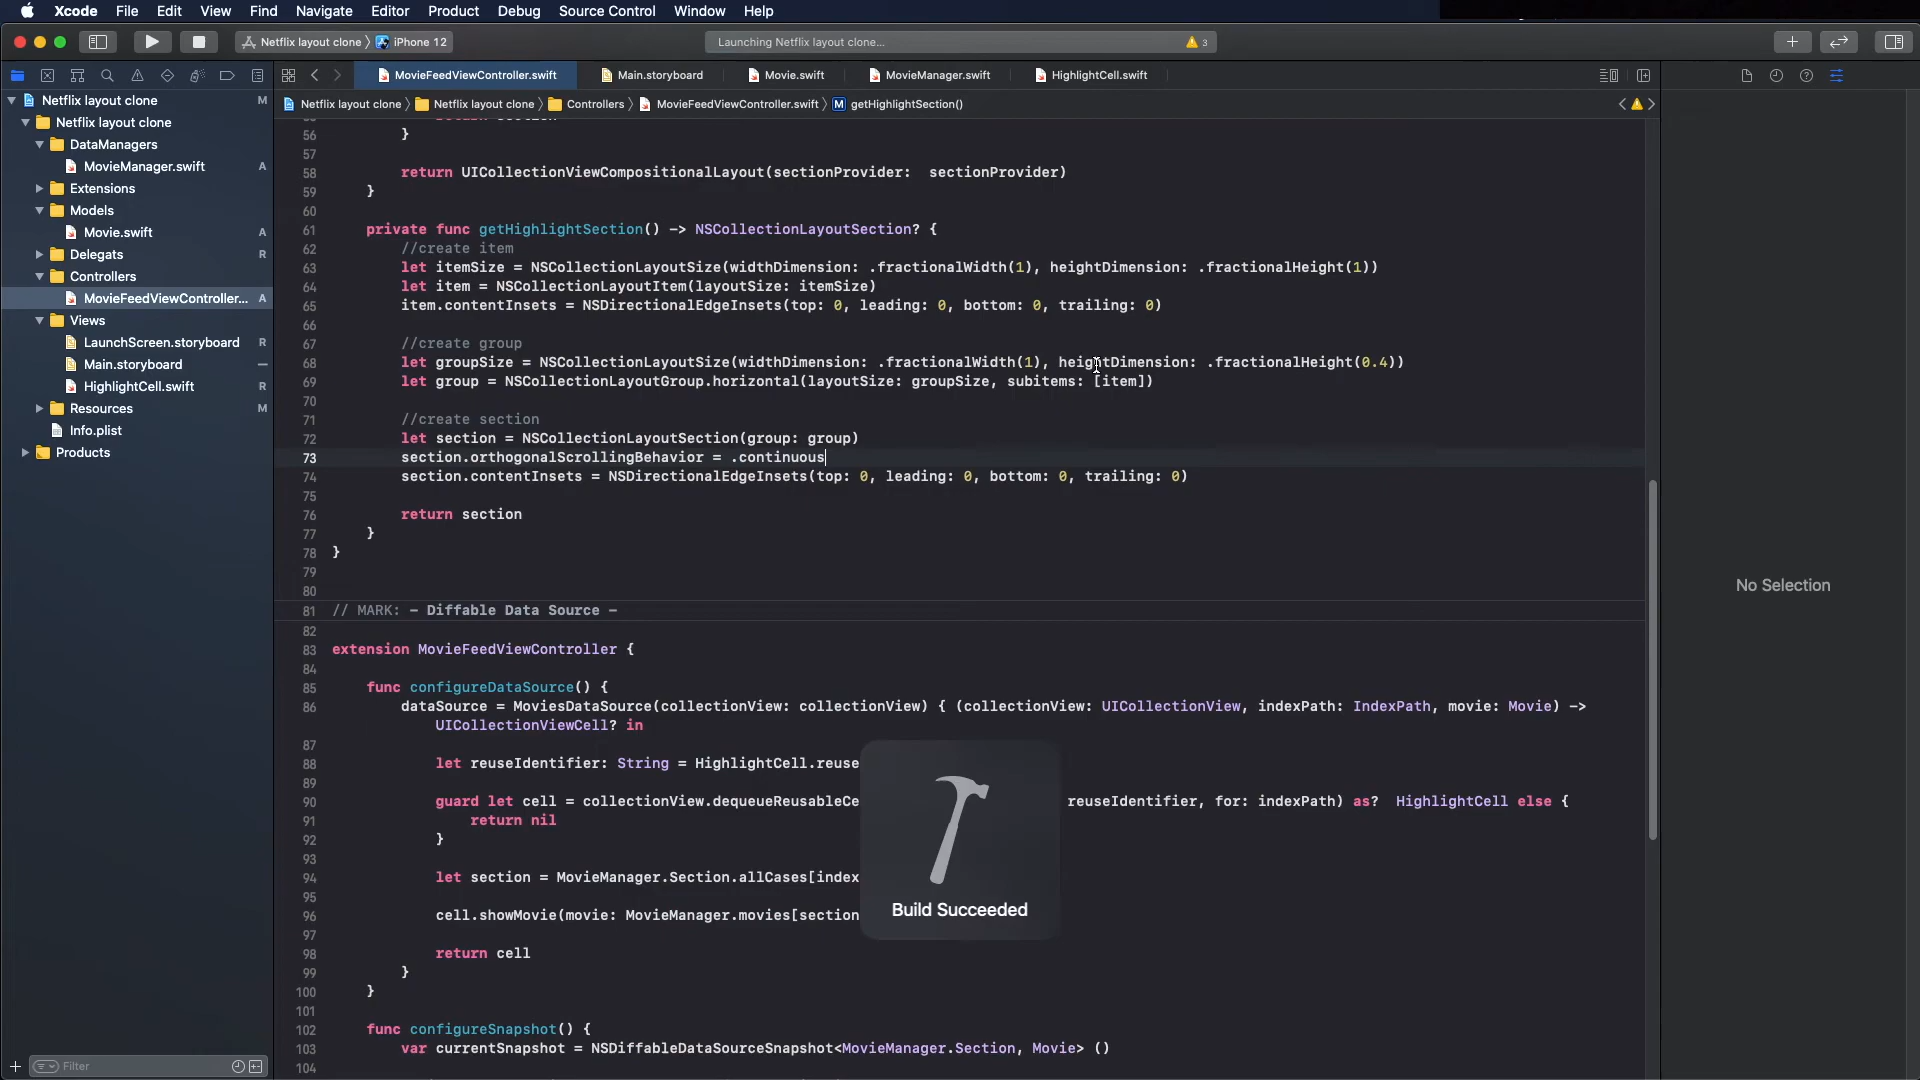 Xcode File Edit View Find Navigate Editor Product Debug Source Control Window Help
Netflix layout clone iPhone 12
Launching Netflix layout clone... 3
MovieFeedViewController.swift Main.storyboard Movie.swift MovieManager.swift HighlightCell.swift
Netflix layout clone Netflix layout clone Controllers MovieFeedViewController.swift M getHighlightSection()
Netflix layout clone M
Netflix layout clone
DataManagers
MovieManager.swift A
Extensions
Models
Movie.swift A
Delegats R
Controllers
MovieFeedViewController... A
Views
LaunchScreen.storyboard R
Main.storyboard –
HighlightCell.swift R
Resources M
Info.plist
Products
Filter
56 }
57
58 return UICollectionViewCompositionalLayout(sectionProvider:  sectionProvider)
59 }
60
61 private func getHighlightSection() -> NSCollectionLayoutSection? {
62 //create item
63 let itemSize = NSCollectionLayoutSize(widthDimension: .fractionalWidth(1), heightDimension: .fractionalHeight(1))
64 let item = NSCollectionLayoutItem(layoutSize: itemSize)
65 item.contentInsets = NSDirectionalEdgeInsets(top: 0, leading: 0, bottom: 0, trailing: 0)
66
67 //create group
68 let groupSize = NSCollectionLayoutSize(widthDimension: .fractionalWidth(1), heightDimension: .fractionalHeight(0.4))
69 let group = NSCollectionLayoutGroup.horizontal(layoutSize: groupSize, subitems: [item])
70
71 //create section
72 let section = NSCollectionLayoutSection(group: group)
73 section.orthogonalScrollingBehavior = .continuous
74 section.contentInsets = NSDirectionalEdgeInsets(top: 0, leading: 0, bottom: 0, trailing: 0)
75
76 return section
77 }
78 }
79
80
81 // MARK: - Diffable Data Source -
82
83 extension MovieFeedViewController {
84
85 func configureDataSource() {
86 dataSource = MoviesDataSource(collectionView: collectionView) { (collectionView: UICollectionView, indexPath: IndexPath, movie: Movie) ->
UICollectionViewCell? in
87
88 let reuseIdentifier: String = HighlightCell.reuse
89
90 guard let cell = collectionView.dequeueReusableCe reuseIdentifier, for: indexPath) as?  HighlightCell else {
91 return nil
92 }
93
94 let section = MovieManager.Section.allCases[index
95
96 cell.showMovie(movie: MovieManager.movies[section
97
98 return cell
99 }
100 }
101
102 func configureSnapshot() {
103 var currentSnapshot = NSDiffableDataSourceSnapshot<MovieManager.Section, Movie> ()
104
Build Succeeded
No Selection